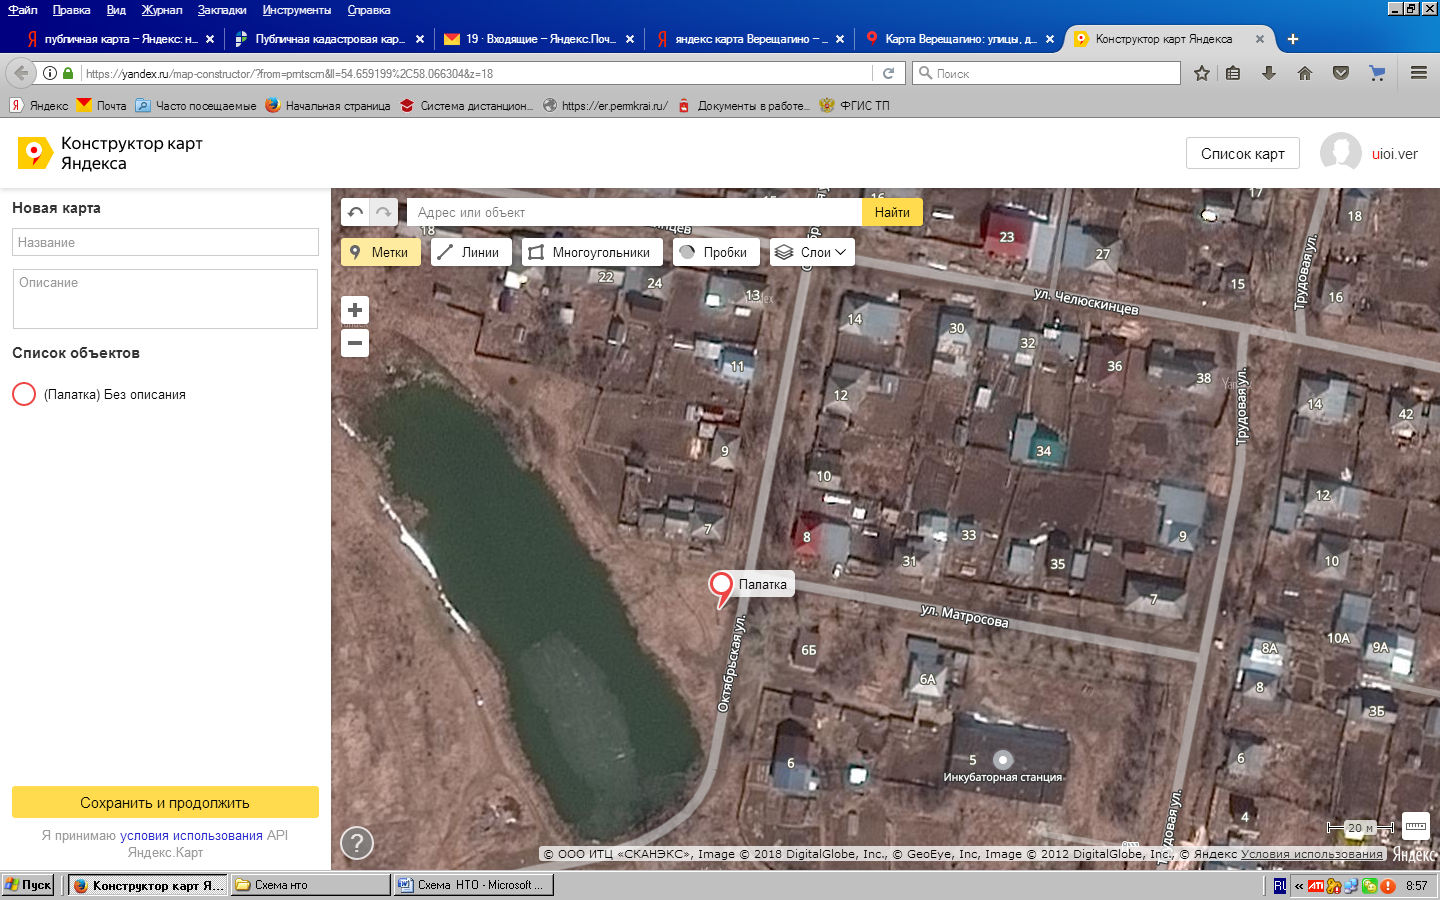 Файл Правка Вид Журнал Закладки Инструменты Справка
публичная карта – Яндекс: н...
Публичная кадастровая кар...
19 · Входящие – Яндекс.Поч...
яндекс карта Верещагино – ...
Карта Верещагино: улицы, д...
Конструктор карт Яндекса
https://yandex.ru/map-constructor/?from=prntscrn&ll=54.659199%2C58.066304&z=18
Поиск
Яндекс Почта Часто посещаемые Начальная страница Система дистанцион... https://er.permkrai.ru/ Документы в работе... ФГИС ТП
Конструктор карт
Яндекса
Список карт
uioi.ver
Новая карта
Название
Описание
Список объектов
(Палатка) Без описания
Сохранить и продолжить
Я принимаю условия использования API
Яндекс.Карт
Адрес или объект
Найти
Метки
Линии
Многоугольники
Пробки
Слои
17
16
18
18
23
27
22
24
13
15
16
ул. Челюскинцев
Трудовая ул.
14
30
32
11
36
38
12
Трудовая ул.
14
42
9
34
10
12
7
8
33
9
31
35
10
Палатка
7
ул. Матросова
Октябрьская ул.
6Б
6А
10А
8А
9А
8
3Б
6
5
Инкубаторная станция
6
4
Трудовая ул.
20 м
?
© ООО ИТЦ «СКАНЭКС», Image © 2018 DigitalGlobe, Inc., © GeoEye, Inc, Image © 2012 DigitalGlobe, Inc., © Яндекс Условия использования
Яндекс
Пуск
Конструктор карт Я...
Схема нто
Схема НТО - Microsoft ...
RU
«
ATI
8:57